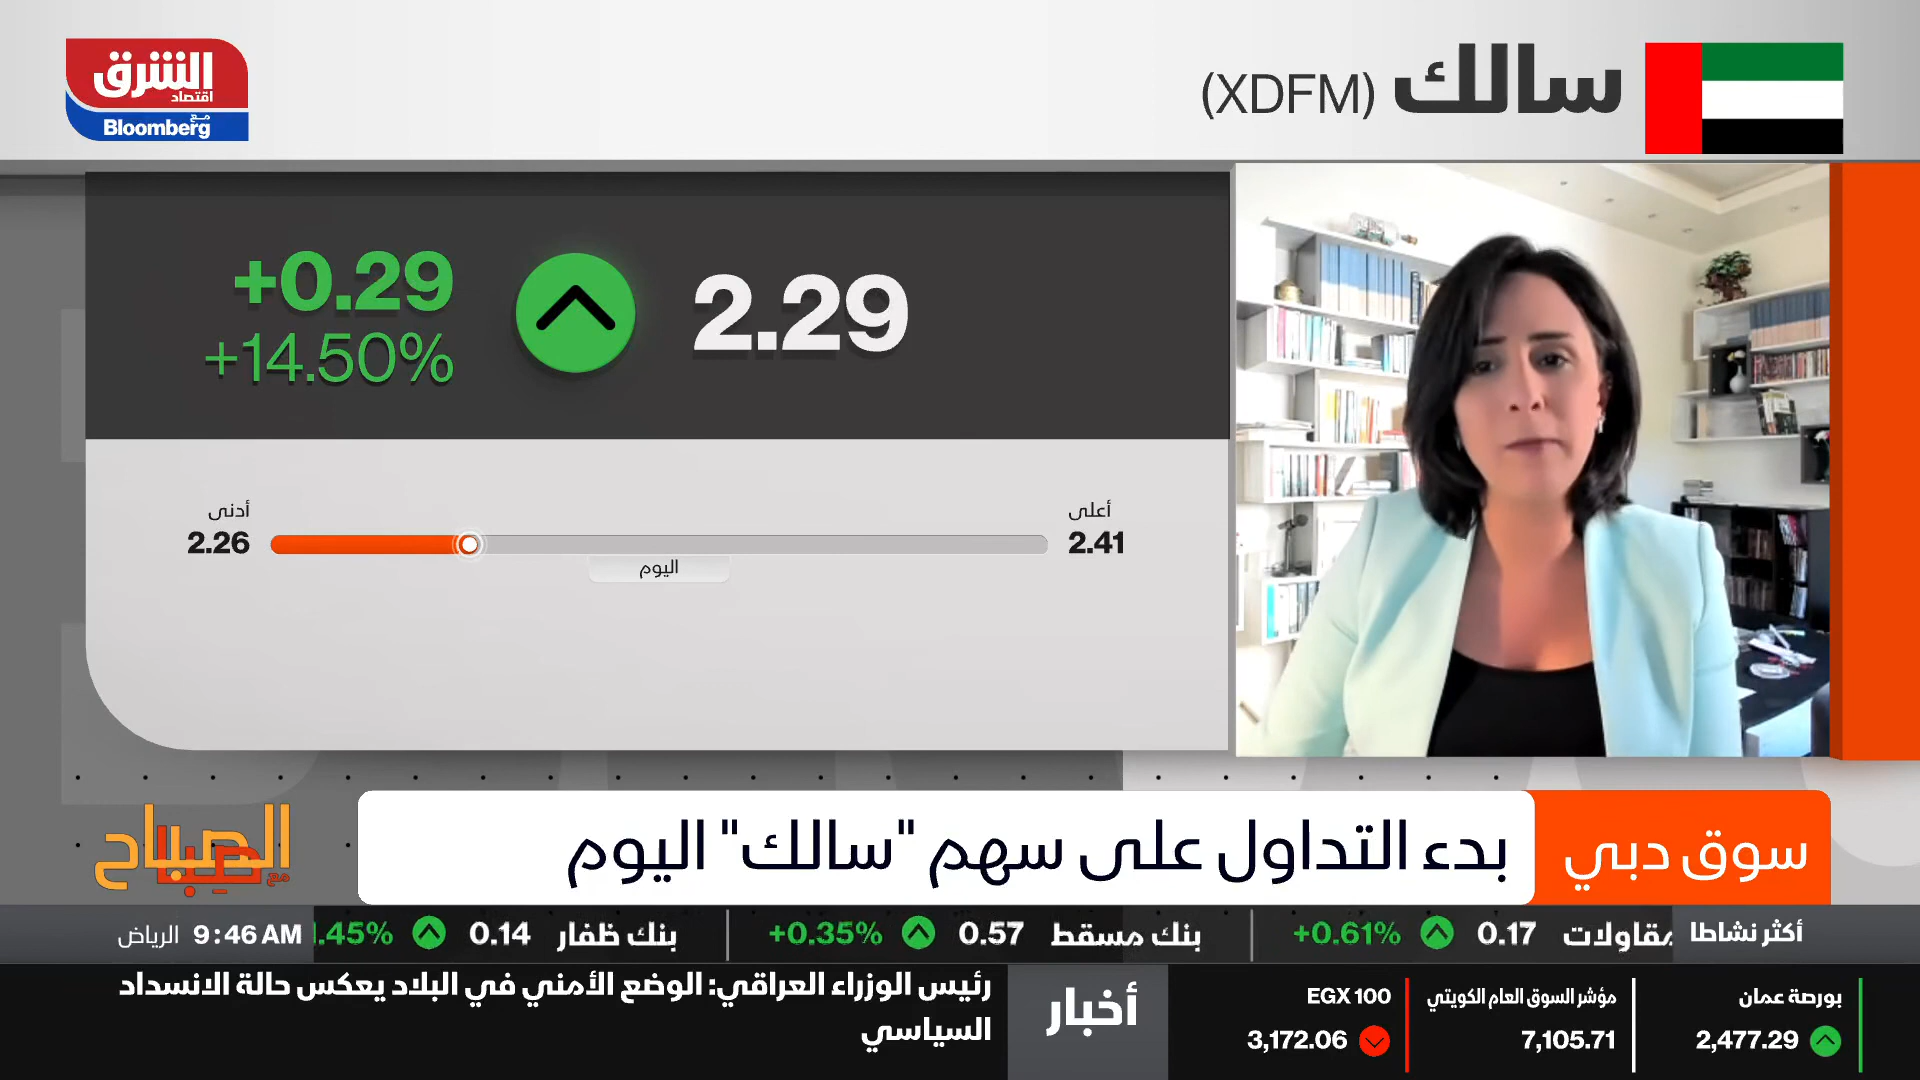 سالك (XDFM)
الشرق
اقتصاد
مع
Bloomberg
+0.29
+14.50%
2.29
أعلى
2.41
أدنى
2.26
اليوم
سوق دبي
بدء التداول على سهم "سالك" اليوم
الصباح
مع صبا
أكثر نشاطا
مقاولات 0.17 +0.61%
بنك مسقط 0.57 +0.35%
بنك ظفار 0.14 .45%
9:46 AM الرياض
بورصة عمان
2,477.29
مؤشر السوق العام الكويتي
7,105.71
EGX 100
3,172.06
أخبار
رئيس الوزراء العراقي: الوضع الأمني في البلاد يعكس حالة الانسداد
السياسي